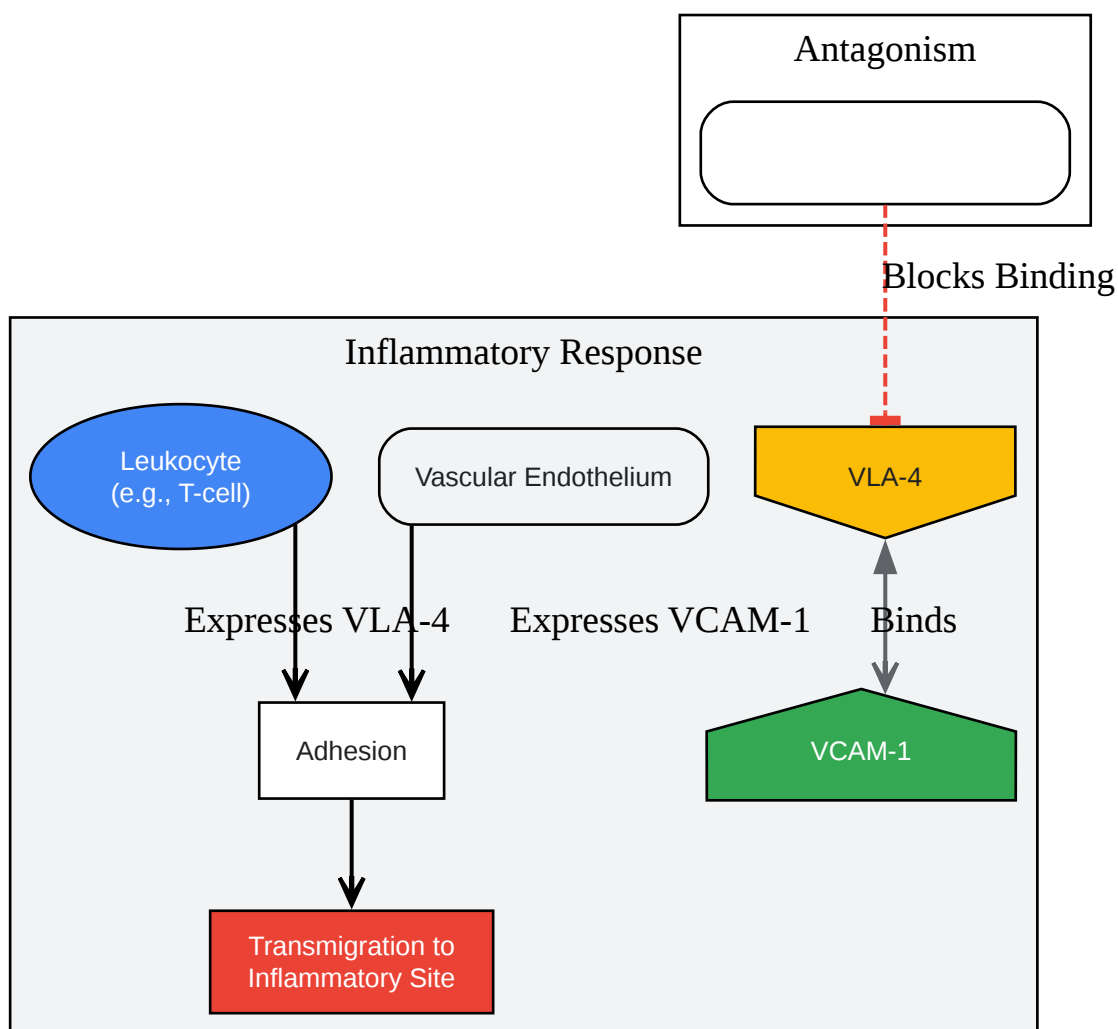 Antagonism
Blocks Binding
Inflammatory Response
Leukocyte
(e.g., T-cell)
Vascular Endothelium
VLA-4
Expresses VLA-4
Expresses VCAM-1
Binds
Adhesion
VCAM-1
Transmigration to
Inflammatory Site